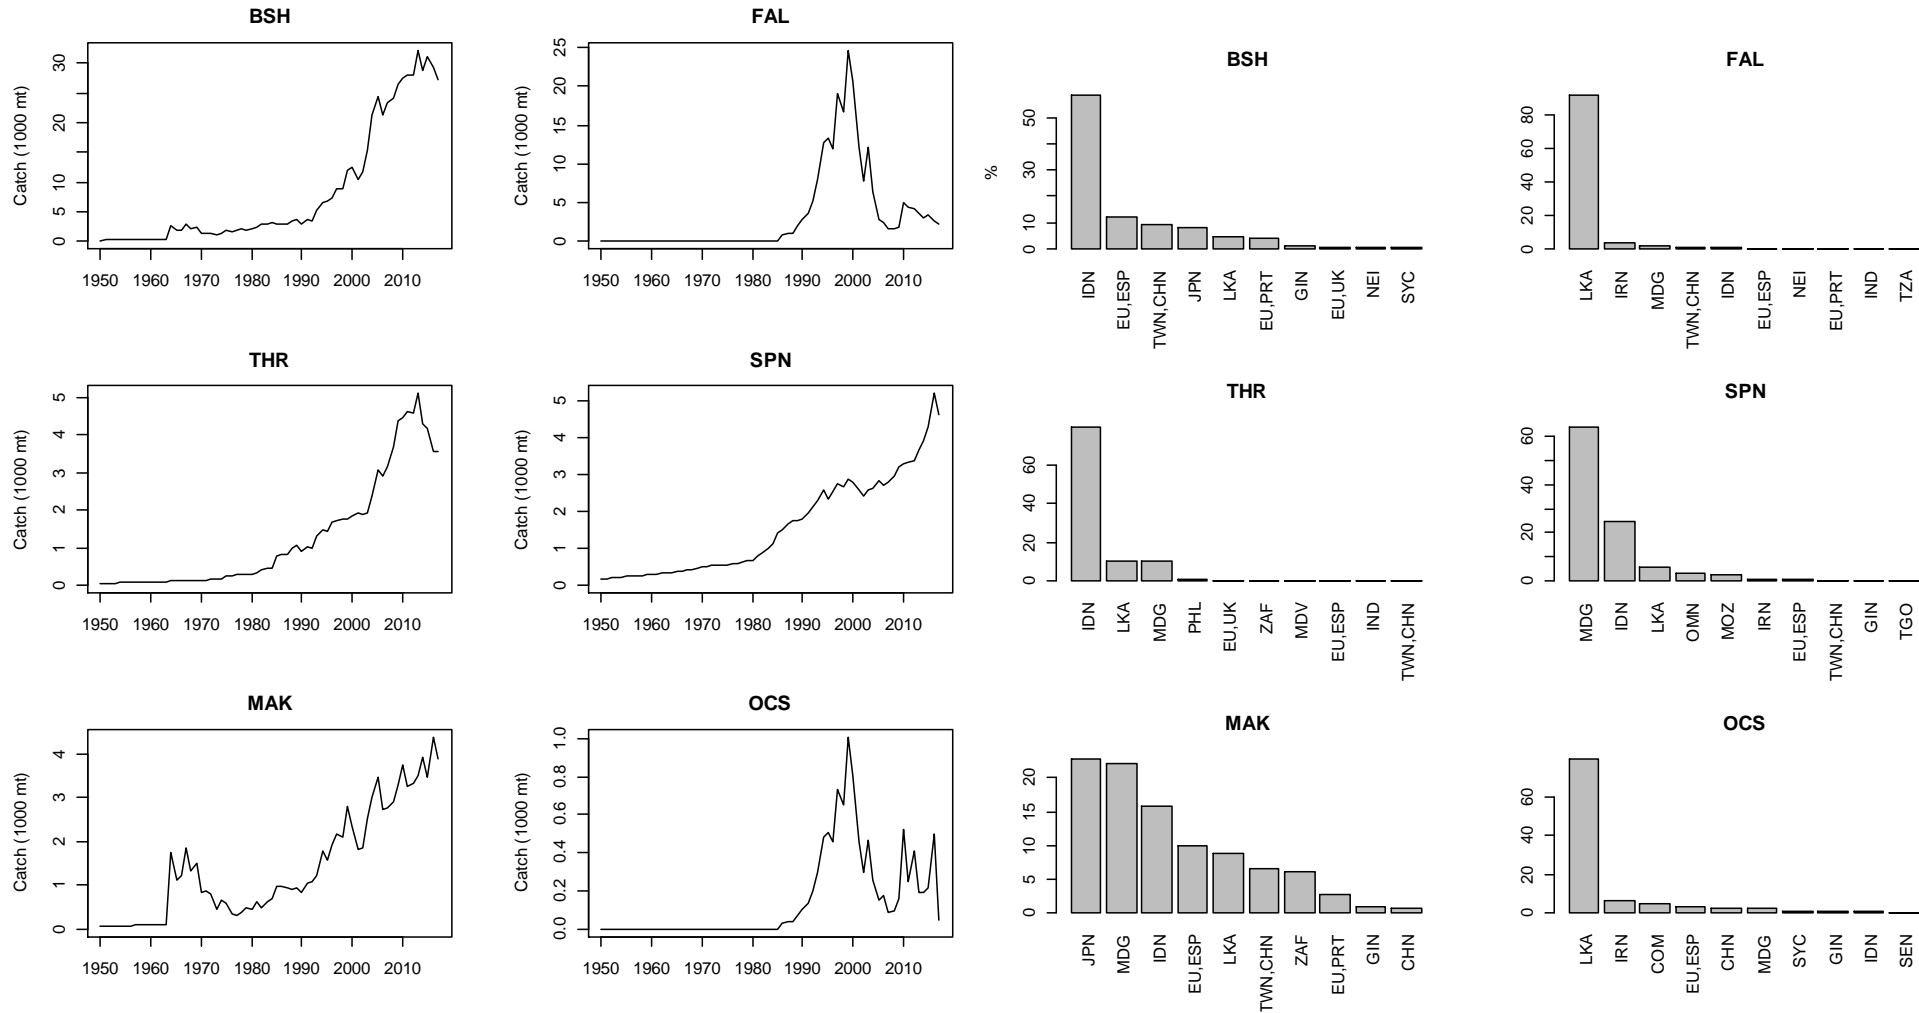 BSH
Catch (1000 mt)
0 5 10 20 30
1950 1960 1970 1980 1990 2000 2010
FAL
Catch (1000 mt)
0 5 10 15 20 25
1950 1960 1970 1980 1990 2000 2010
THR
Catch (1000 mt)
0 1 2 3 4 5
1950 1960 1970 1980 1990 2000 2010
SPN
Catch (1000 mt)
0 1 2 3 4 5
1950 1960 1970 1980 1990 2000 2010
MAK
Catch (1000 mt)
0 1 2 3 4
1950 1960 1970 1980 1990 2000 2010
OCS
Catch (1000 mt)
0.0 0.2 0.4 0.6 0.8 1.0
1950 1960 1970 1980 1990 2000 2010
BSH
%
0 10 30 50
IDN EU,ESP TWN,CHN JPN LKA EU,PRT GIN EU,UK NEI SYC
FAL
0 20 40 60 80
LKA IRN MDG TWN,CHN IDN EU,ESP NEI EU,PRT IND TZA
THR
0 20 40 60
IDN LKA MDG PHL EU,UK ZAF MDV EU,ESP IND TWN,CHN
SPN
0 20 40 60
MDG IDN LKA OMN MOZ IRN EU,ESP TWN,CHN GIN TGO
MAK
0 5 10 15 20
JPN MDG IDN EU,ESP LKA TWN,CHN ZAF EU,PRT GIN CHN
OCS
0 20 40 60
LKA IRN COM EU,ESP CHN MDG SYC GIN IDN SEN